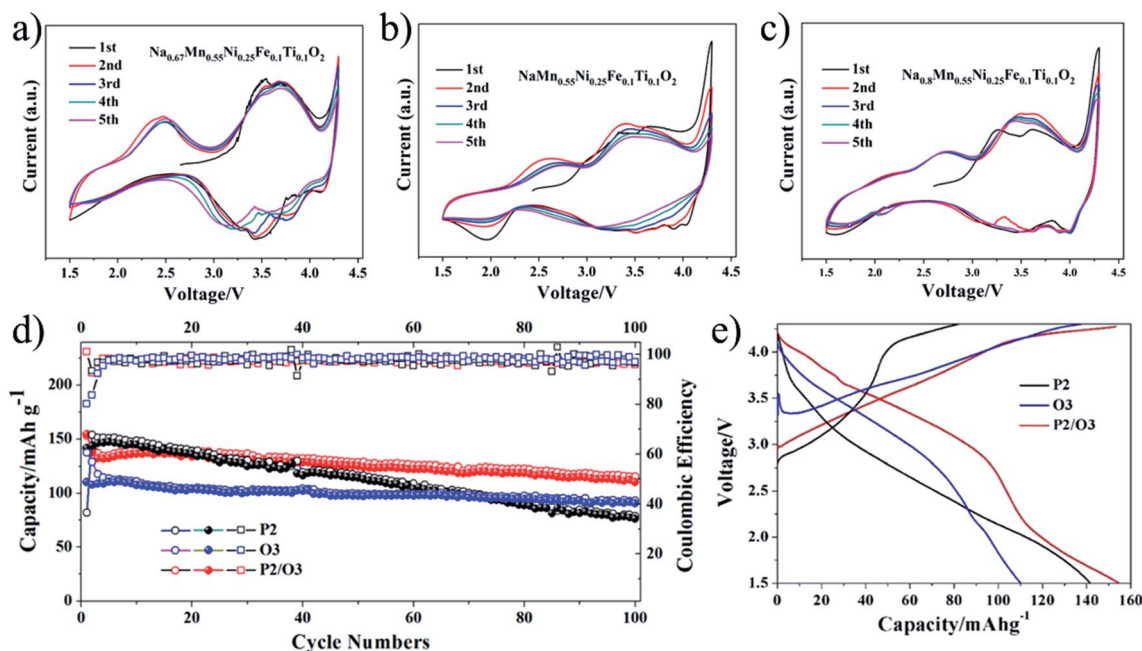 a)
Na0.67Mn0.55Ni0.25Fe0.1Ti0.1O2
1st
2nd
3rd
4th
5th
Current (a.u.)
1.5 2.0 2.5 3.0 3.5 4.0 4.5
Voltage/V
b)
NaMn0.55Ni0.25Fe0.1Ti0.1O2
1st
2nd
3rd
4th
5th
Current (a.u.)
1.5 2.0 2.5 3.0 3.5 4.0 4.5
Voltage/V
c)
Na0.8Mn0.55Ni0.25Fe0.1Ti0.1O2
1st
2nd
3rd
4th
5th
Current (a.u.)
1.5 2.0 2.5 3.0 3.5 4.0 4.5
Voltage/V
d)
0 20 40 60 80 100
200
150
100
75
50
25
0
Capacity/mAh g-1
100
80
60
40
20
Coulombic Efficiency
P2
O3
P2/O3
0 20 40 60 80 100
Cycle Numbers
e)
4.0
3.5
3.0
2.5
2.0
1.5
Voltage/V
P2
O3
P2/O3
0 20 40 60 80 100 120 140 160
Capacity/mAhg-1